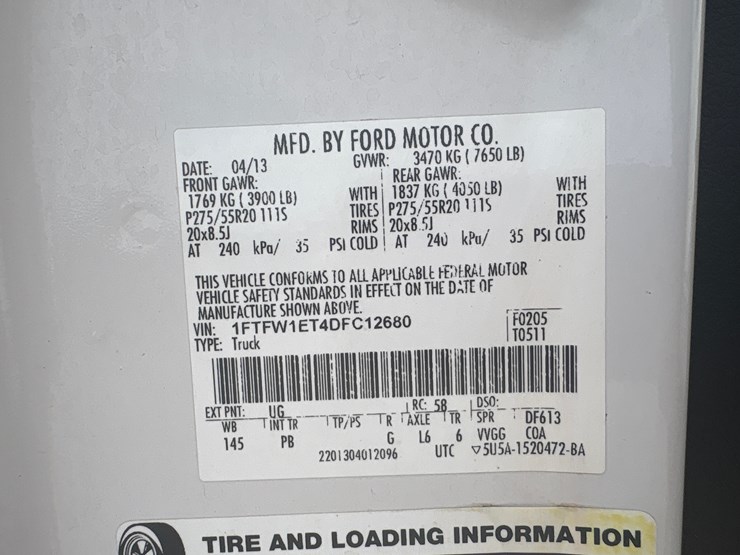 MFD. BY FORD MOTOR CO.
DATE: 04/13 GVWR: 3470 KG ( 7650 LB)
FRONT GAWR: REAR GAWR:
1769 KG ( 3900 LB) WITH 1837 KG ( 4050 LB) WITH
P275/55R20 111S TIRES P275/55R20 111S TIRES
20x8.5J RIMS 20x8.5J RIMS
AT 240 kPa/ 35 PSI COLD AT 240 kPa/ 35 PSI COLD
THIS VEHICLE CONFORMS TO ALL APPLICABLE FEDERAL MOTOR
VEHICLE SAFETY STANDARDS IN EFFECT ON THE DATE OF
MANUFACTURE SHOWN ABOVE.
VIN: 1FTFW1ET4DFC12680 F0205
TYPE: Truck T0511
EXT PNT: UG RC: 58 DSO:
WB INT TR TP/PS R AXLE TR SPR DF613
145 PB G L6 6 VVGG COA
2201304012096 UTC ▽5U5A-1520472-BA
TIRE AND LOADING INFORMATION